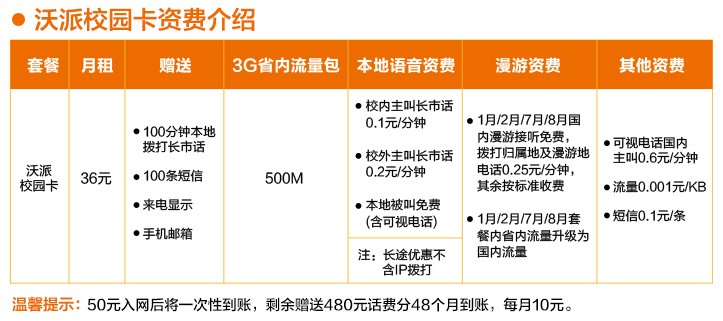 • 沃派校园卡资费介绍
套餐 月租 赠送 3G省内流量包 本地语音资费 漫游资费 其他资费
沃派
校园卡
36元
• 100分钟本地
拨打长市话
• 100条短信
• 来电显示
• 手机邮箱
500M
• 校内主叫长市话
0.1元/分钟
• 校外主叫长市话
0.2元/分钟
• 本地被叫免费
(含可视电话)
注：长途优惠不
含IP拨打
• 1月/2月/7月/8月国
内漫游接听免费，
拨打归属地及漫游地
电话0.25元/分钟，
其余按标准收费
• 1月/2月/7月/8月套
餐内省内流量升级为
国内流量
• 可视电话国内
主叫0.6元/分钟
• 流量0.001元/KB
• 短信0.1元/条
温馨提示：50元入网后将一次性到账，剩余赠送480元话费分48个月到账，每月10元。